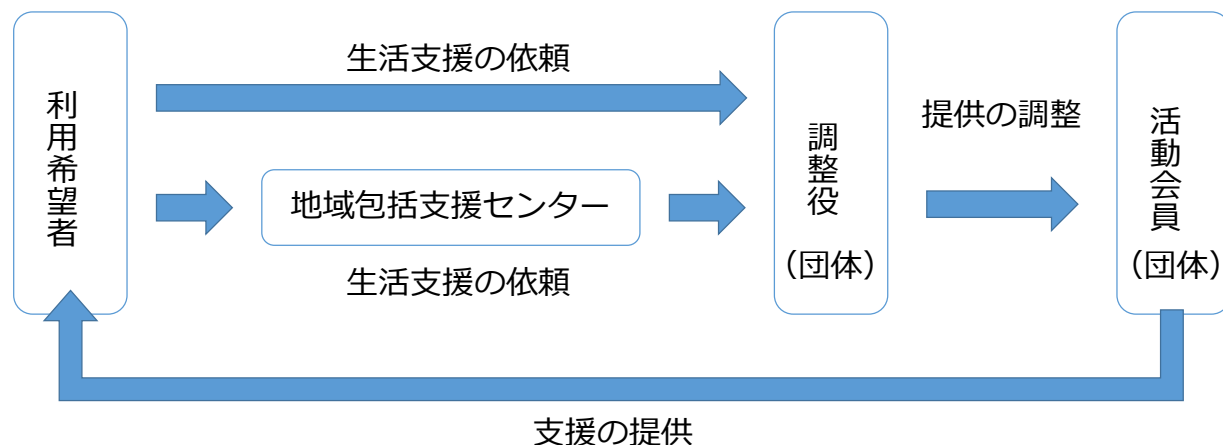 生活支援の依頼
利用希望者
地域包括支援センター
生活支援の依頼
調整役
（団体）
提供の調整
活動会員
（団体）
支援の提供